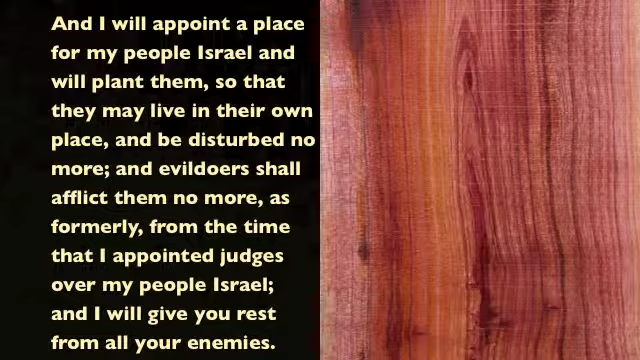 And I will appoint a place
for my people Israel and
will plant them, so that
they may live in their own
place, and be disturbed no
more; and evildoers shall
afflict them no more, as
formerly, from the time
that I appointed judges
over my people Israel;
and I will give you rest
from all your enemies.